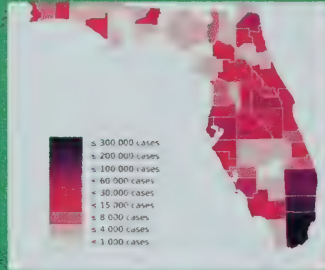 ≤ 300 000 cases
≤ 200 000 cases
≤ 100 000 cases
< 60 000 cases
< 30 000 cases
< 15 000 cases
≤ 8 000 cases
≤ 4 000 cases
< 1 000 cases